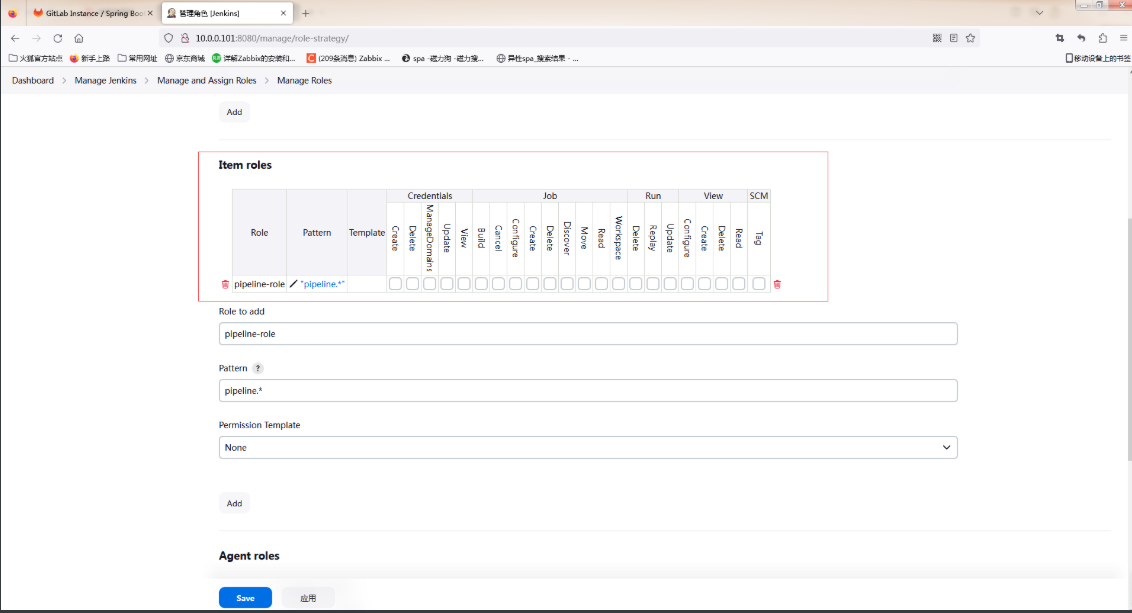 GitLab Instance / Spring Boo
管理角色 [Jenkins]
10.0.0.101:8080/manage/role-strategy/
火狐官方站点 新手上路 常用网址 京东商城 详解Zabbix的安装和... (209条消息) Zabbix ... spa -磁力狗 -磁力搜... 异性spa_搜索结果 - ... 移动设备上的书签
Dashboard Manage Jenkins Manage and Assign Roles Manage Roles
Add
Item roles
Credentials Job Run View SCM
Role Pattern Template Create Delete ManageDomains Update View Build Cancel Configure Create Delete Discover Move Read Workspace Delete Replay Update Configure Create Delete Read Tag
pipeline-role "pipeline.*"
Role to add
pipeline-role
Pattern ?
pipeline.*
Permission Template
None
Add
Agent roles
Save 应用